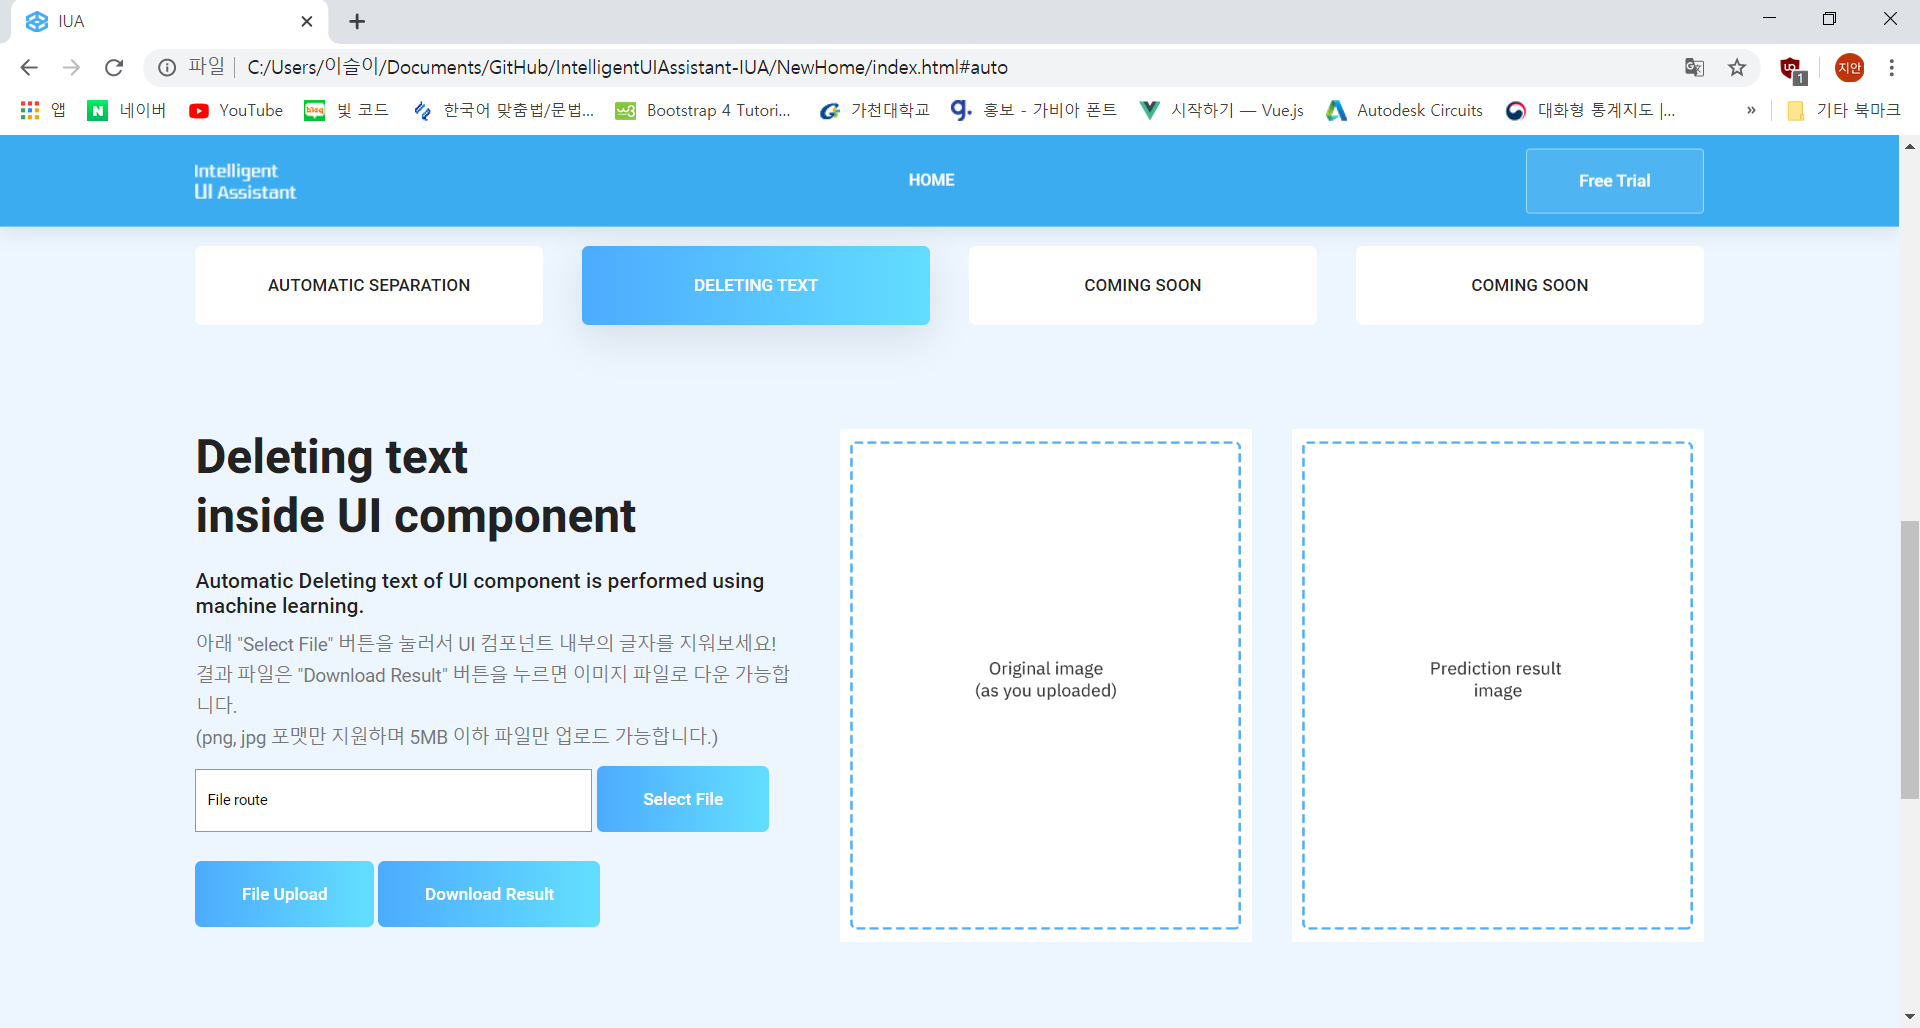 IUA
파일 C:/Users/이슬이/Documents/GitHub/IntelligentUIAssistant-IUA/NewHome/index.html#auto
지안
1
앱 네이버 YouTube 빛 코드 한국어 맞춤법/문법... Bootstrap 4 Tutori... 가천대학교 홍보 - 가비아 폰트 시작하기 — Vue.js Autodesk Circuits 대화형 통계지도 |... » 기타 북마크
Intelligent
UI Assistant
HOME
Free Trial
AUTOMATIC SEPARATION
DELETING TEXT
COMING SOON
COMING SOON
Deleting text
inside UI component
Automatic Deleting text of UI component is performed using
machine learning.
아래 "Select File" 버튼을 눌러서 UI 컴포넌트 내부의 글자를 지워보세요!
결과 파일은 "Download Result" 버튼을 누르면 이미지 파일로 다운 가능합
니다.
(png, jpg 포맷만 지원하며 5MB 이하 파일만 업로드 가능합니다.)
File route
Select File
File Upload
Download Result
Original image
(as you uploaded)
Prediction result
image